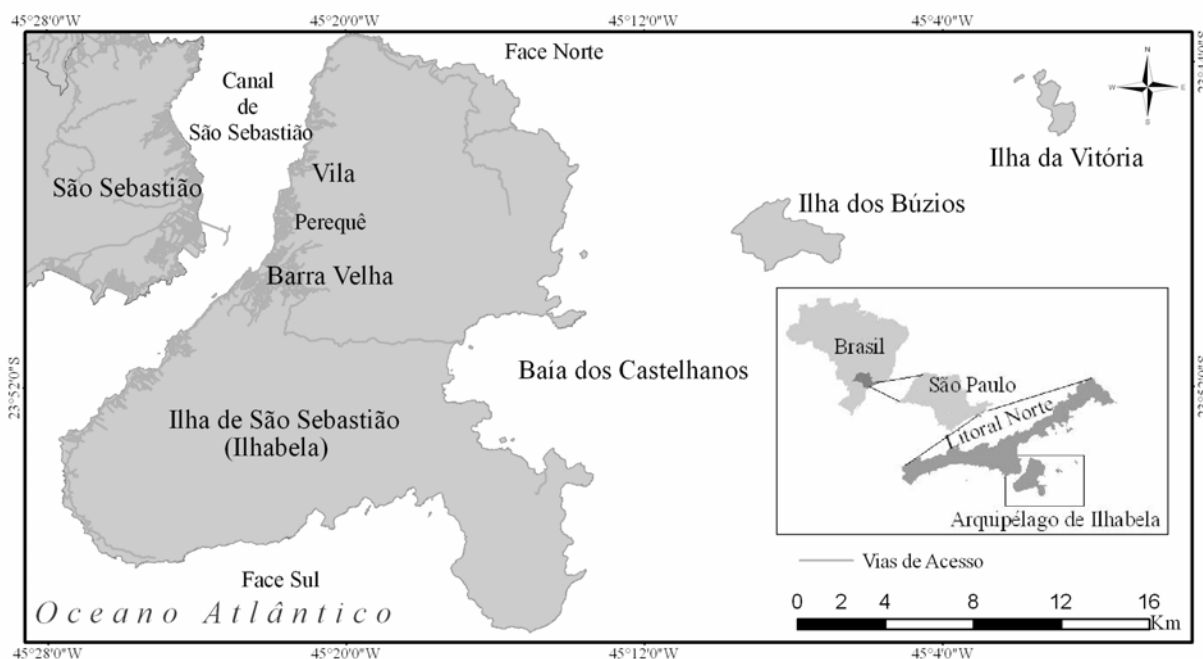 45°28'0"W
45°20'0"W
45°12'0"W
45°4'0"W
Face Norte
Canal
de
São Sebastião
N
W
E
S
Ilha da Vitória
São Sebastião
Vila
Perequê
Barra Velha
Ilha dos Búzios
Baía dos Castelhanos
Ilha de São Sebastião
(Ilhabela)
Brasil
São Paulo
Litoral Norte
Arquipélago de Ilhabela
23°52'0"S
23°52'0"S
Face Sul
Oceano Atlântico
Vias de Acesso
0 2 4 8 12 16
Km
45°28'0"W
45°20'0"W
45°12'0"W
45°4'0"W